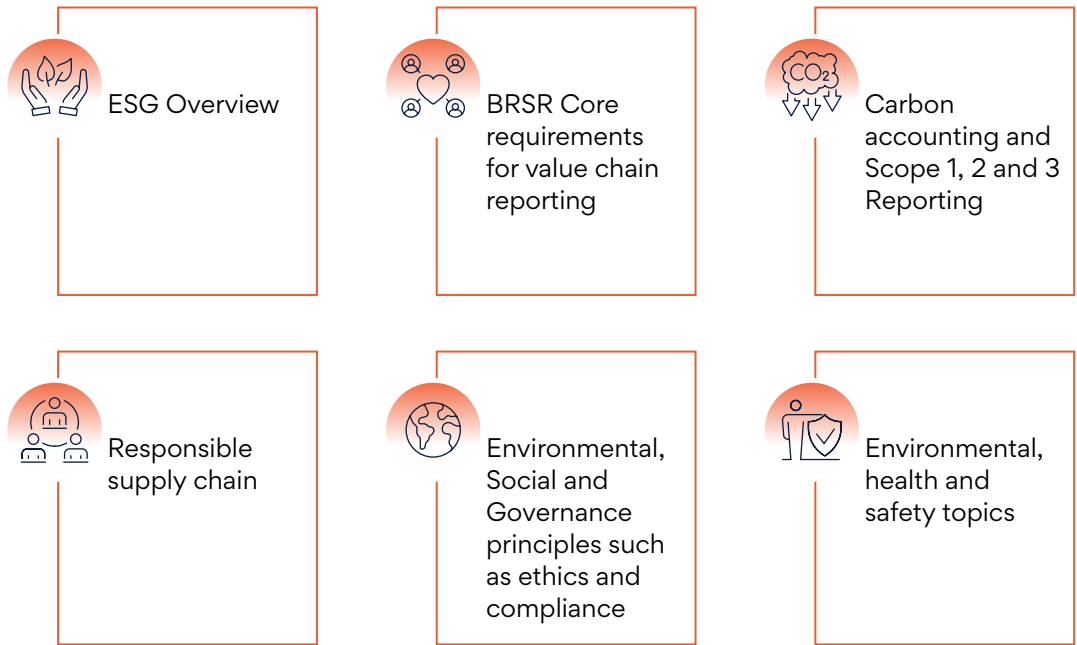 ESG Overview
BRSR Core
requirements
for value chain
reporting
CO2
Carbon
accounting and
Scope 1, 2 and 3
Reporting
Responsible
supply chain
Environmental,
Social and
Governance
principles such
as ethics and
compliance
Environmental,
health and
safety topics